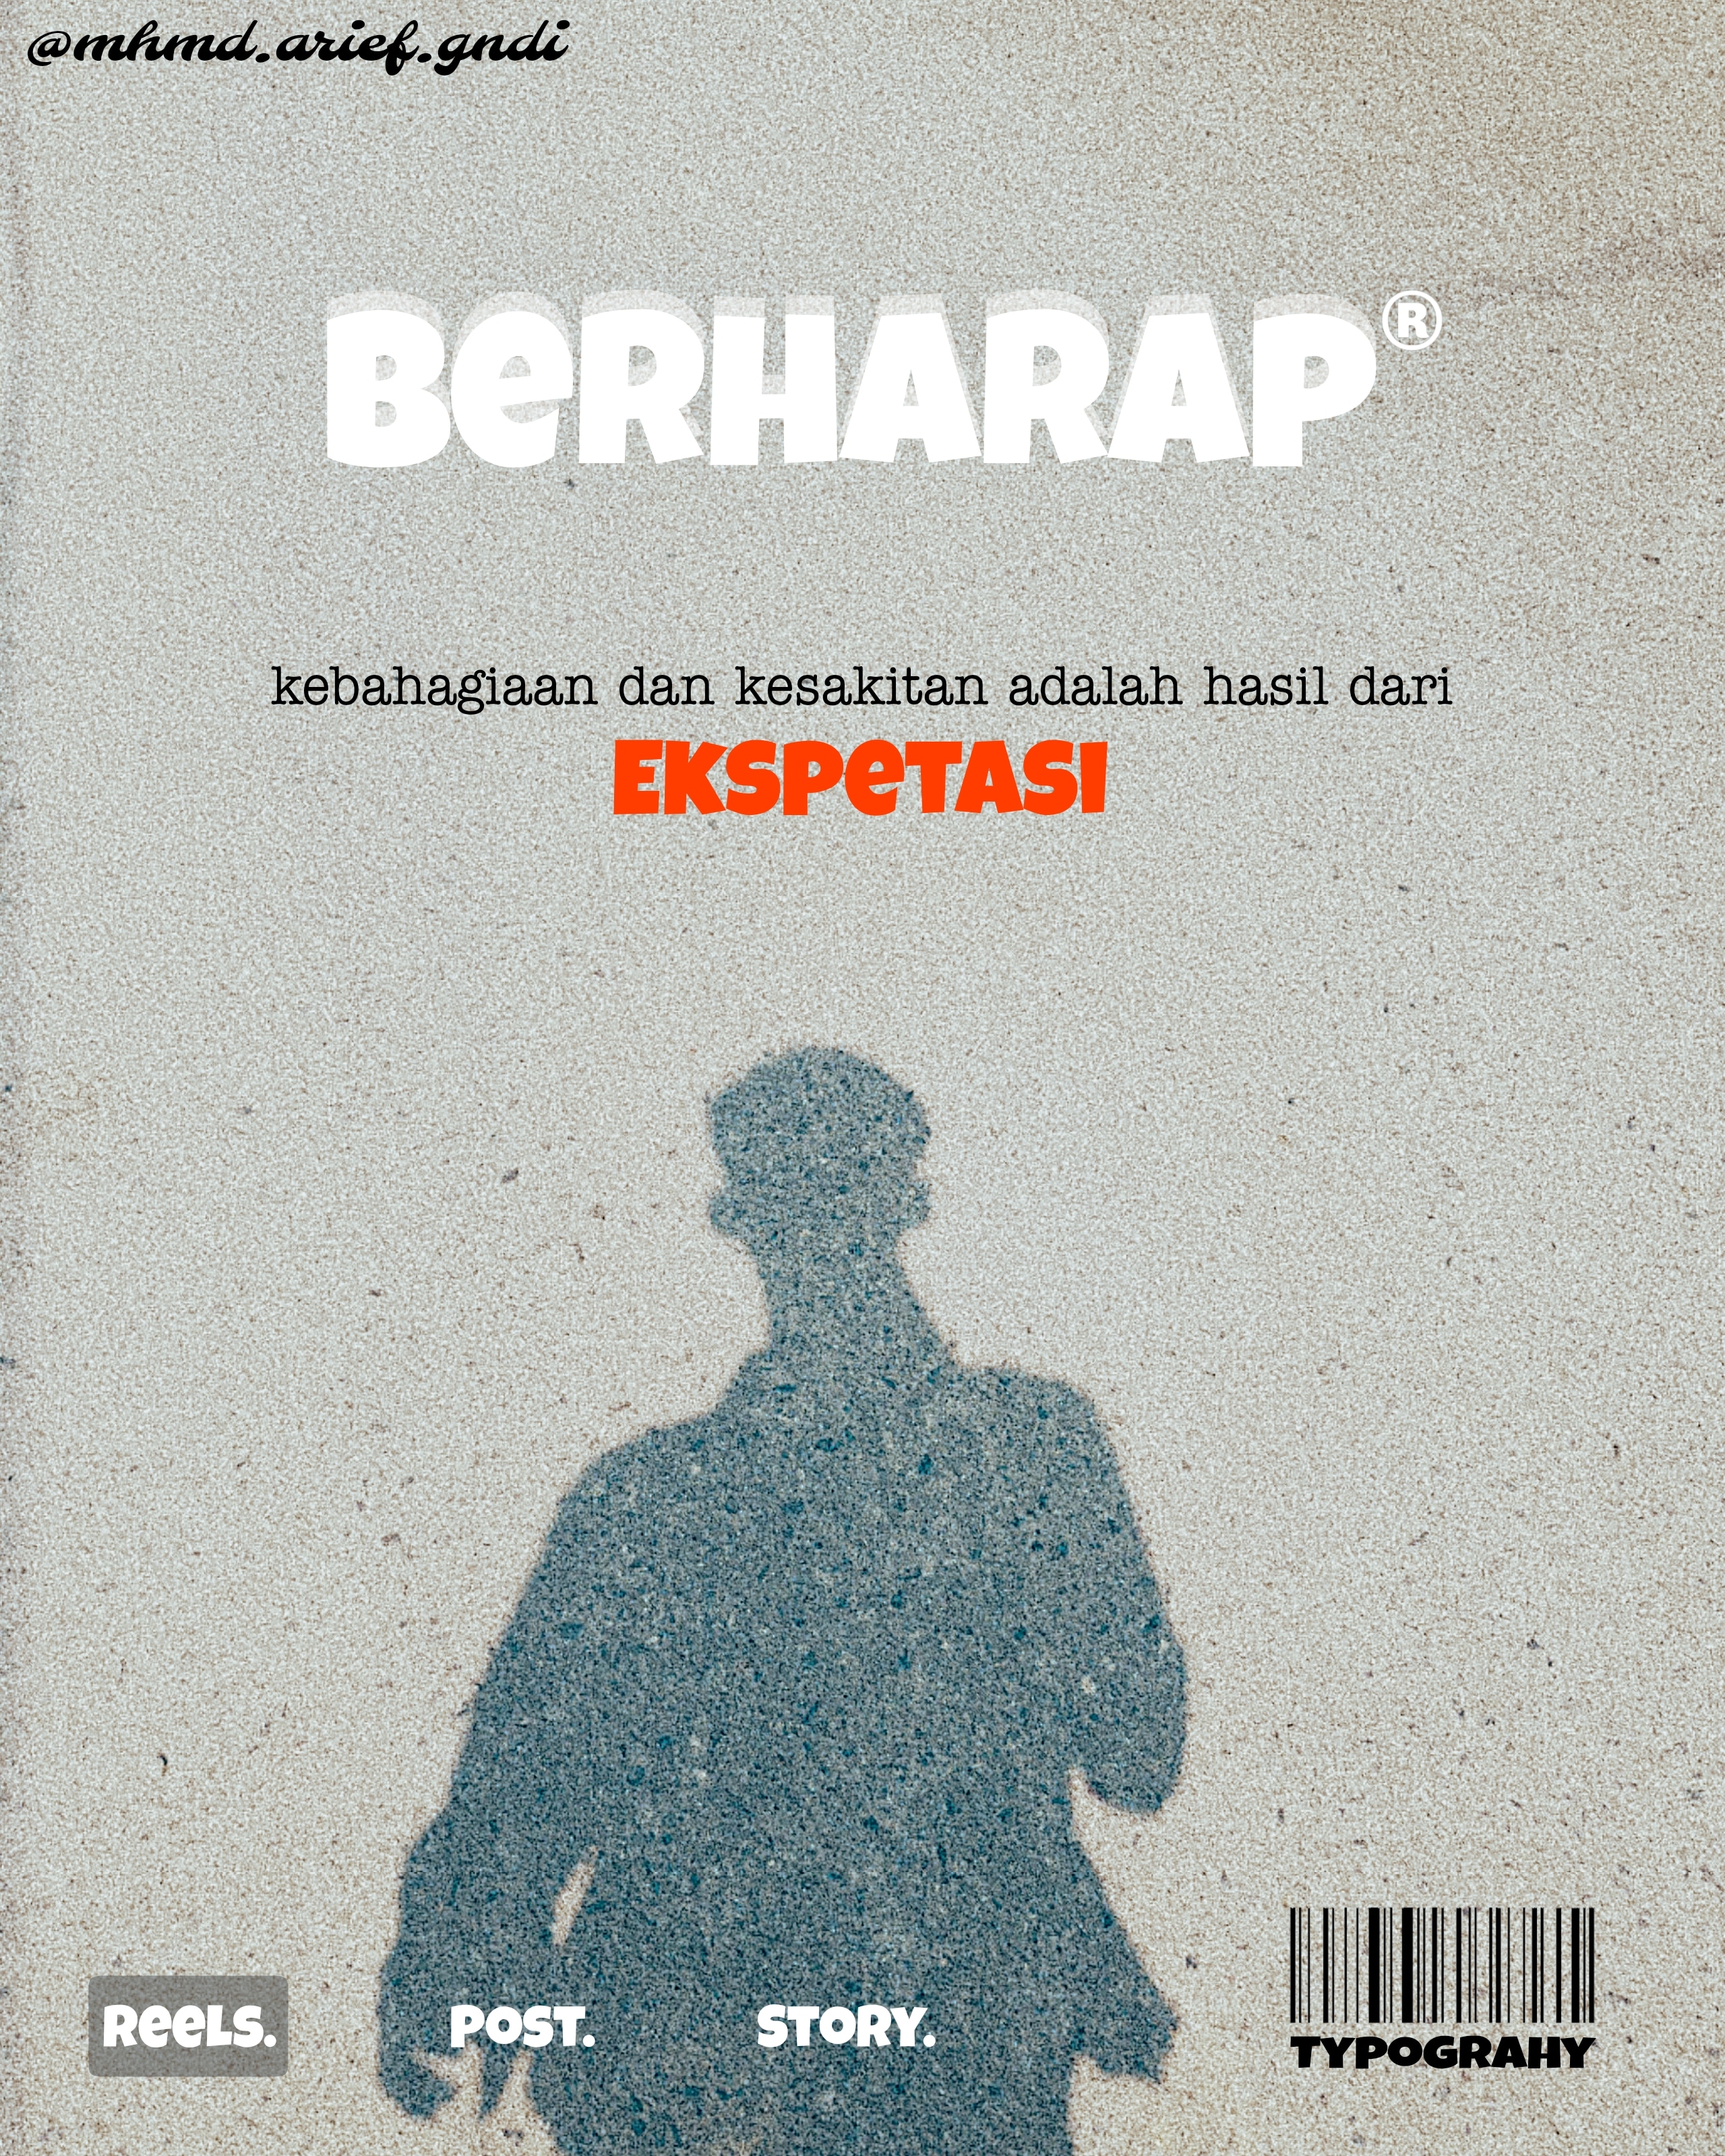 @mhmd.arief.gndi
BeRHARAP®
kebahagiaan dan kesakitan adalah hasil dari
EKSPeTASI
ReeLS.
POST.
STORY.
TYPOGRAHY